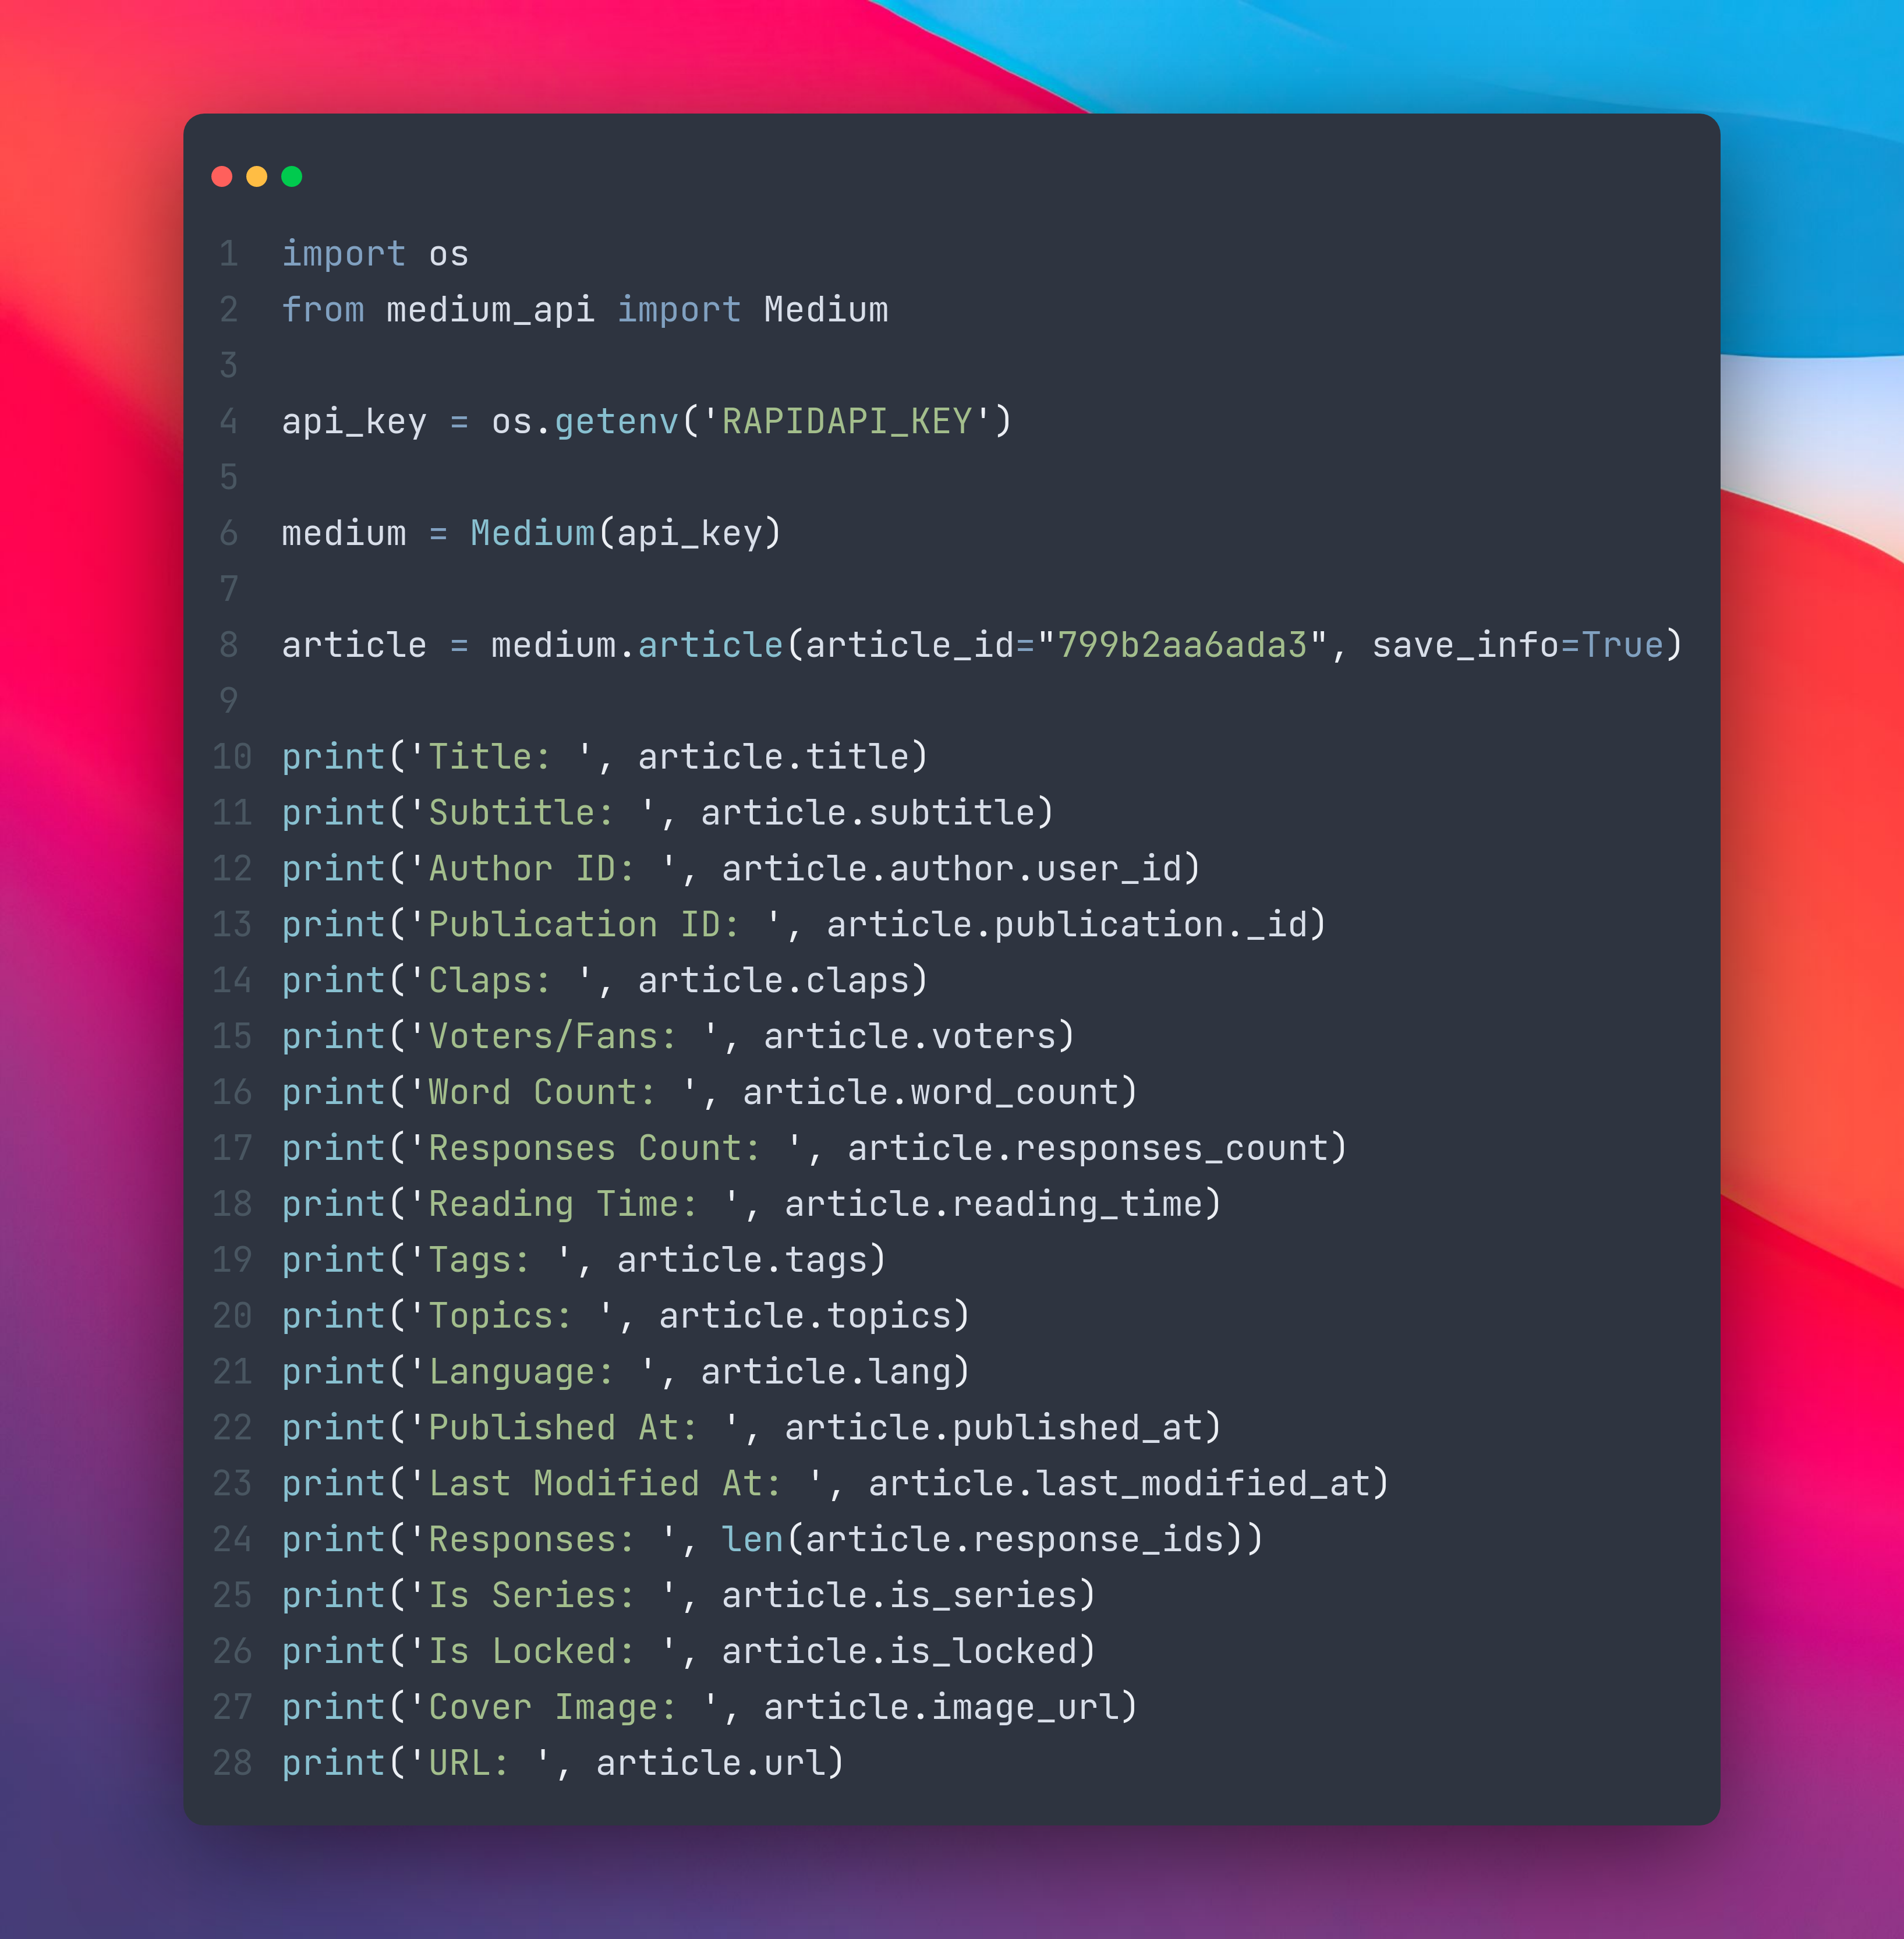 1 import os
2 from medium_api import Medium
3
4 api_key = os.getenv('RAPIDAPI_KEY')
5
6 medium = Medium(api_key)
7
8 article = medium.article(article_id="799b2aa6ada3", save_info=True)
9
10 print('Title: ', article.title)
11 print('Subtitle: ', article.subtitle)
12 print('Author ID: ', article.author.user_id)
13 print('Publication ID: ', article.publication._id)
14 print('Claps: ', article.claps)
15 print('Voters/Fans: ', article.voters)
16 print('Word Count: ', article.word_count)
17 print('Responses Count: ', article.responses_count)
18 print('Reading Time: ', article.reading_time)
19 print('Tags: ', article.tags)
20 print('Topics: ', article.topics)
21 print('Language: ', article.lang)
22 print('Published At: ', article.published_at)
23 print('Last Modified At: ', article.last_modified_at)
24 print('Responses: ', len(article.response_ids))
25 print('Is Series: ', article.is_series)
26 print('Is Locked: ', article.is_locked)
27 print('Cover Image: ', article.image_url)
28 print('URL: ', article.url)